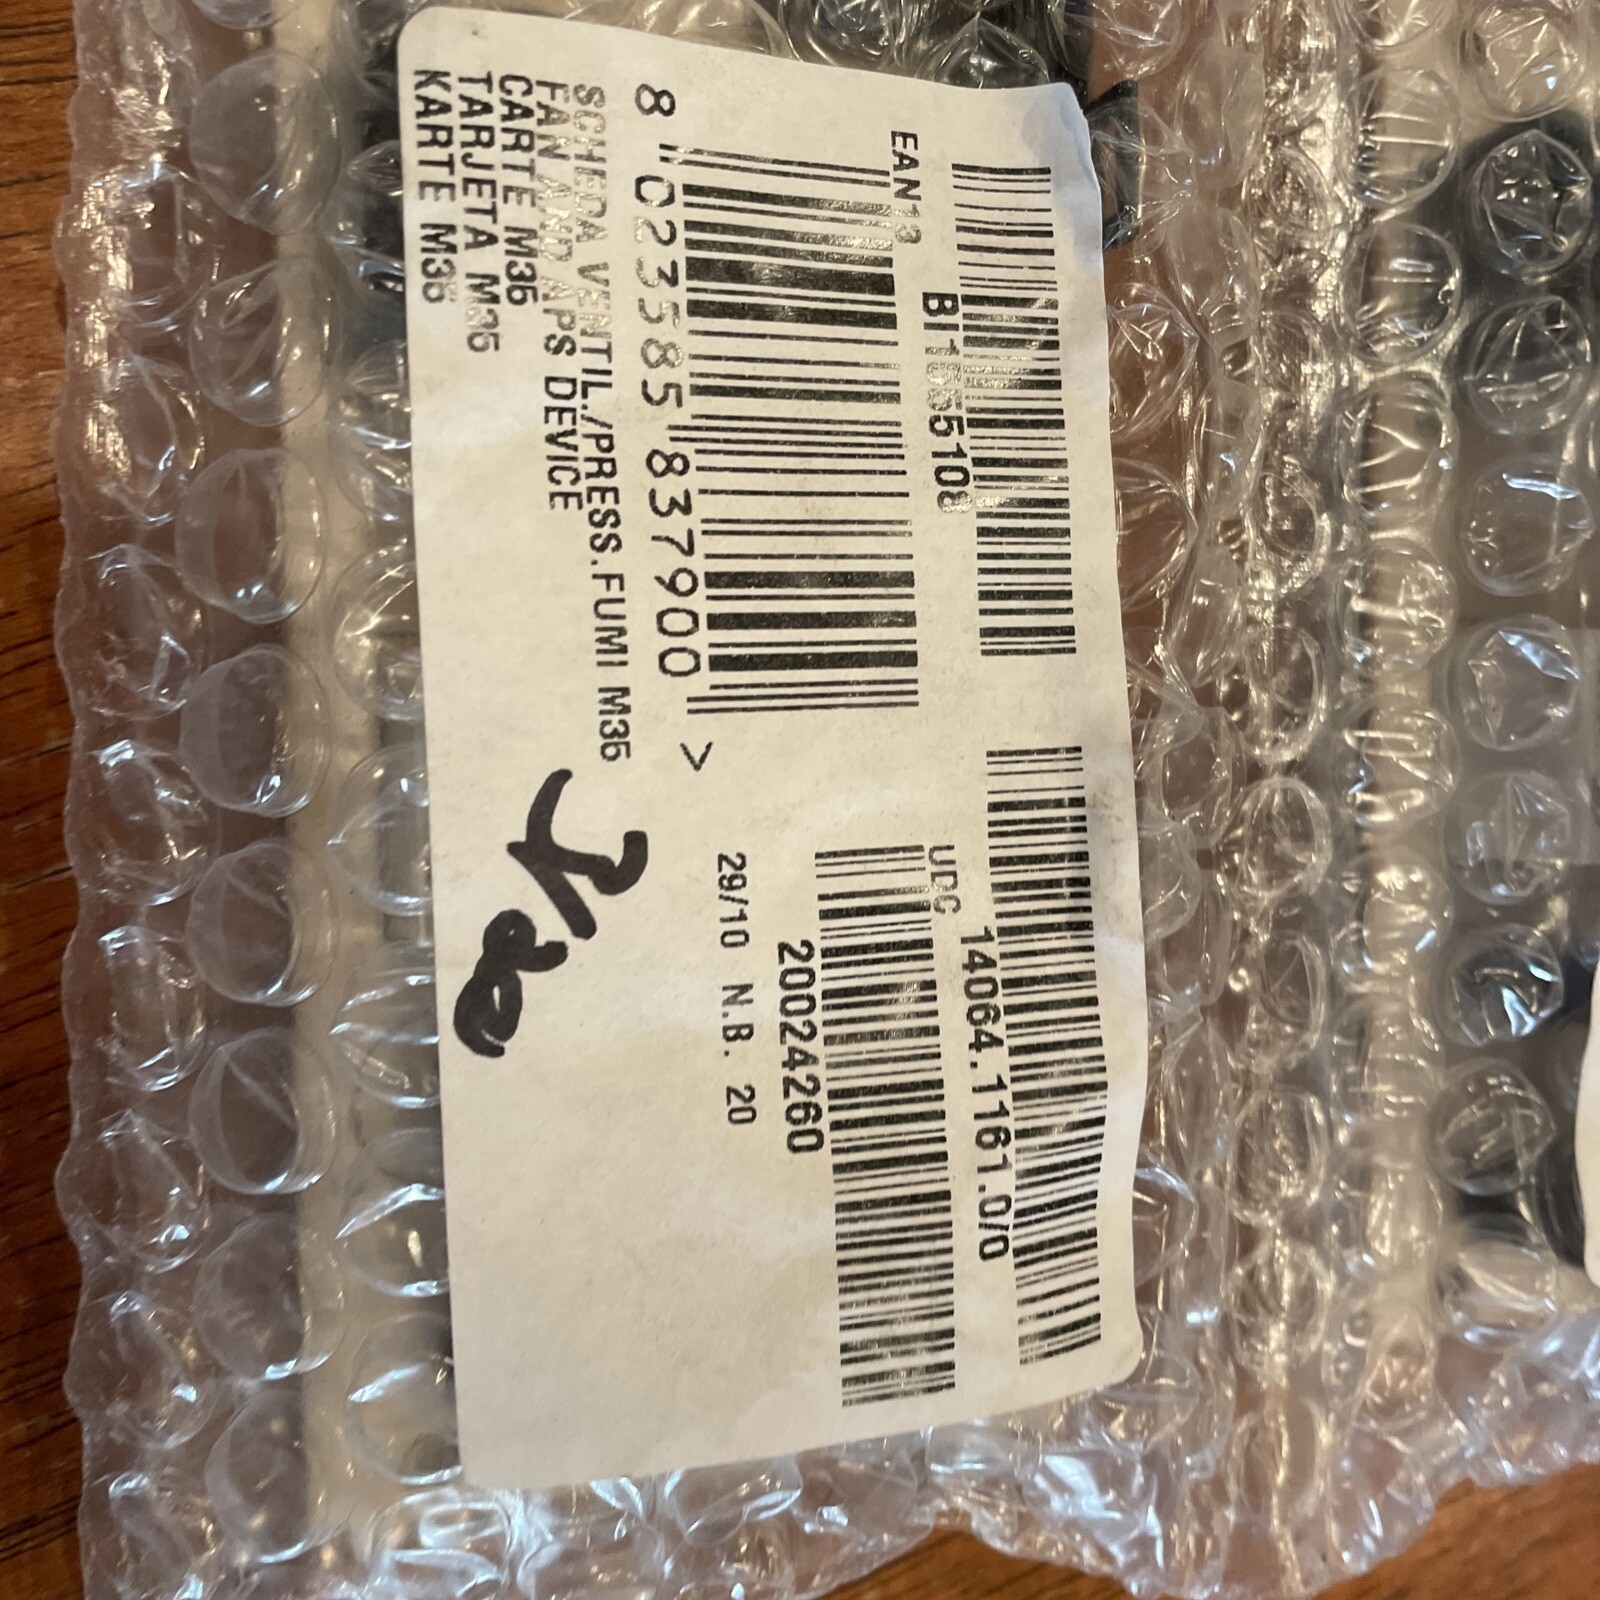 BI1555108
14064.1161.0/0
EAN13
UDC
20024260
29/10 N.B. 20
8 023585 837900 >
SCHEDA VENTIL./PRESS.FUMI M35
FAN AND APS DEVICE
CARTE M35
TARJETA M35
KARTE M35